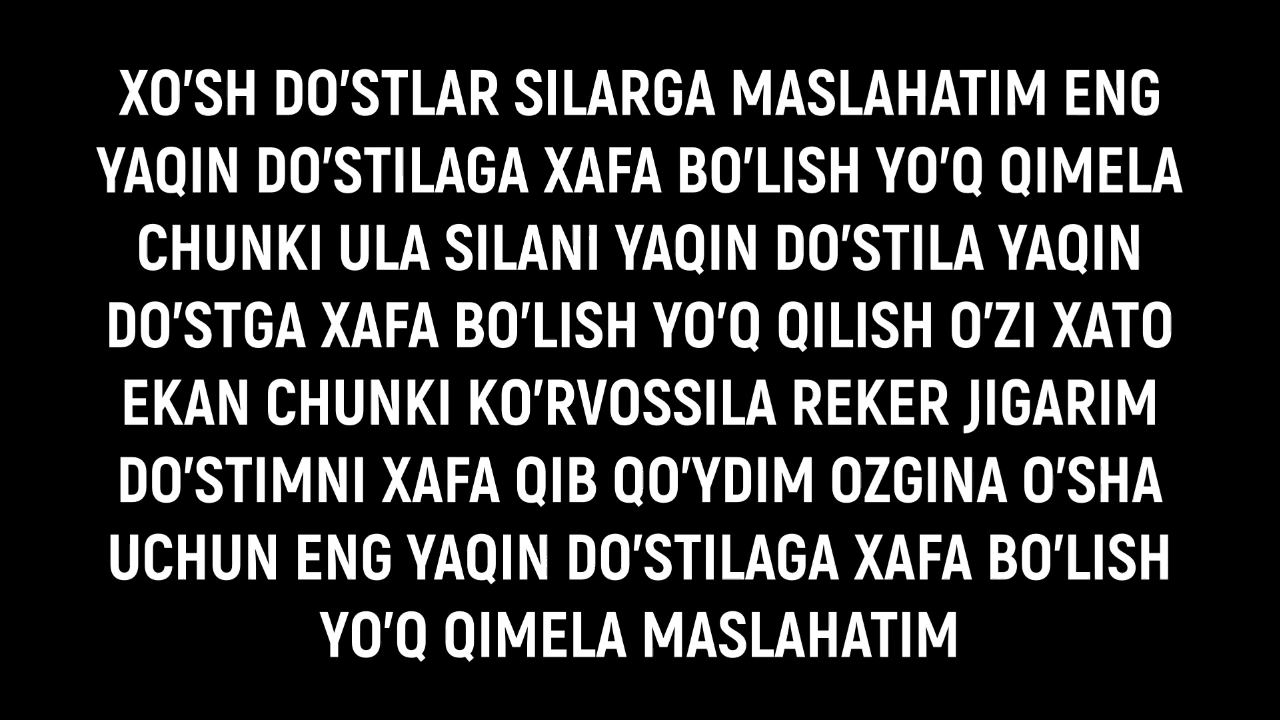 XO'SH DO'STLAR SILARGA MASLAHATIM ENG
YAQIN DO'STILAGA XAFA BO'LISH YO'Q QIMELA
CHUNKI ULA SILANI YAQIN DO'STILA YAQIN
DO'STGA XAFA BO'LISH YO'Q QILISH O'ZI XATO
EKAN CHUNKI KO'RVOSSILA REKER JIGARIM
DO'STIMNI XAFA QIB QO'YDIM OZGINA O'SHA
UCHUN ENG YAQIN DO'STILAGA XAFA BO'LISH
YO'Q QIMELA MASLAHATIM